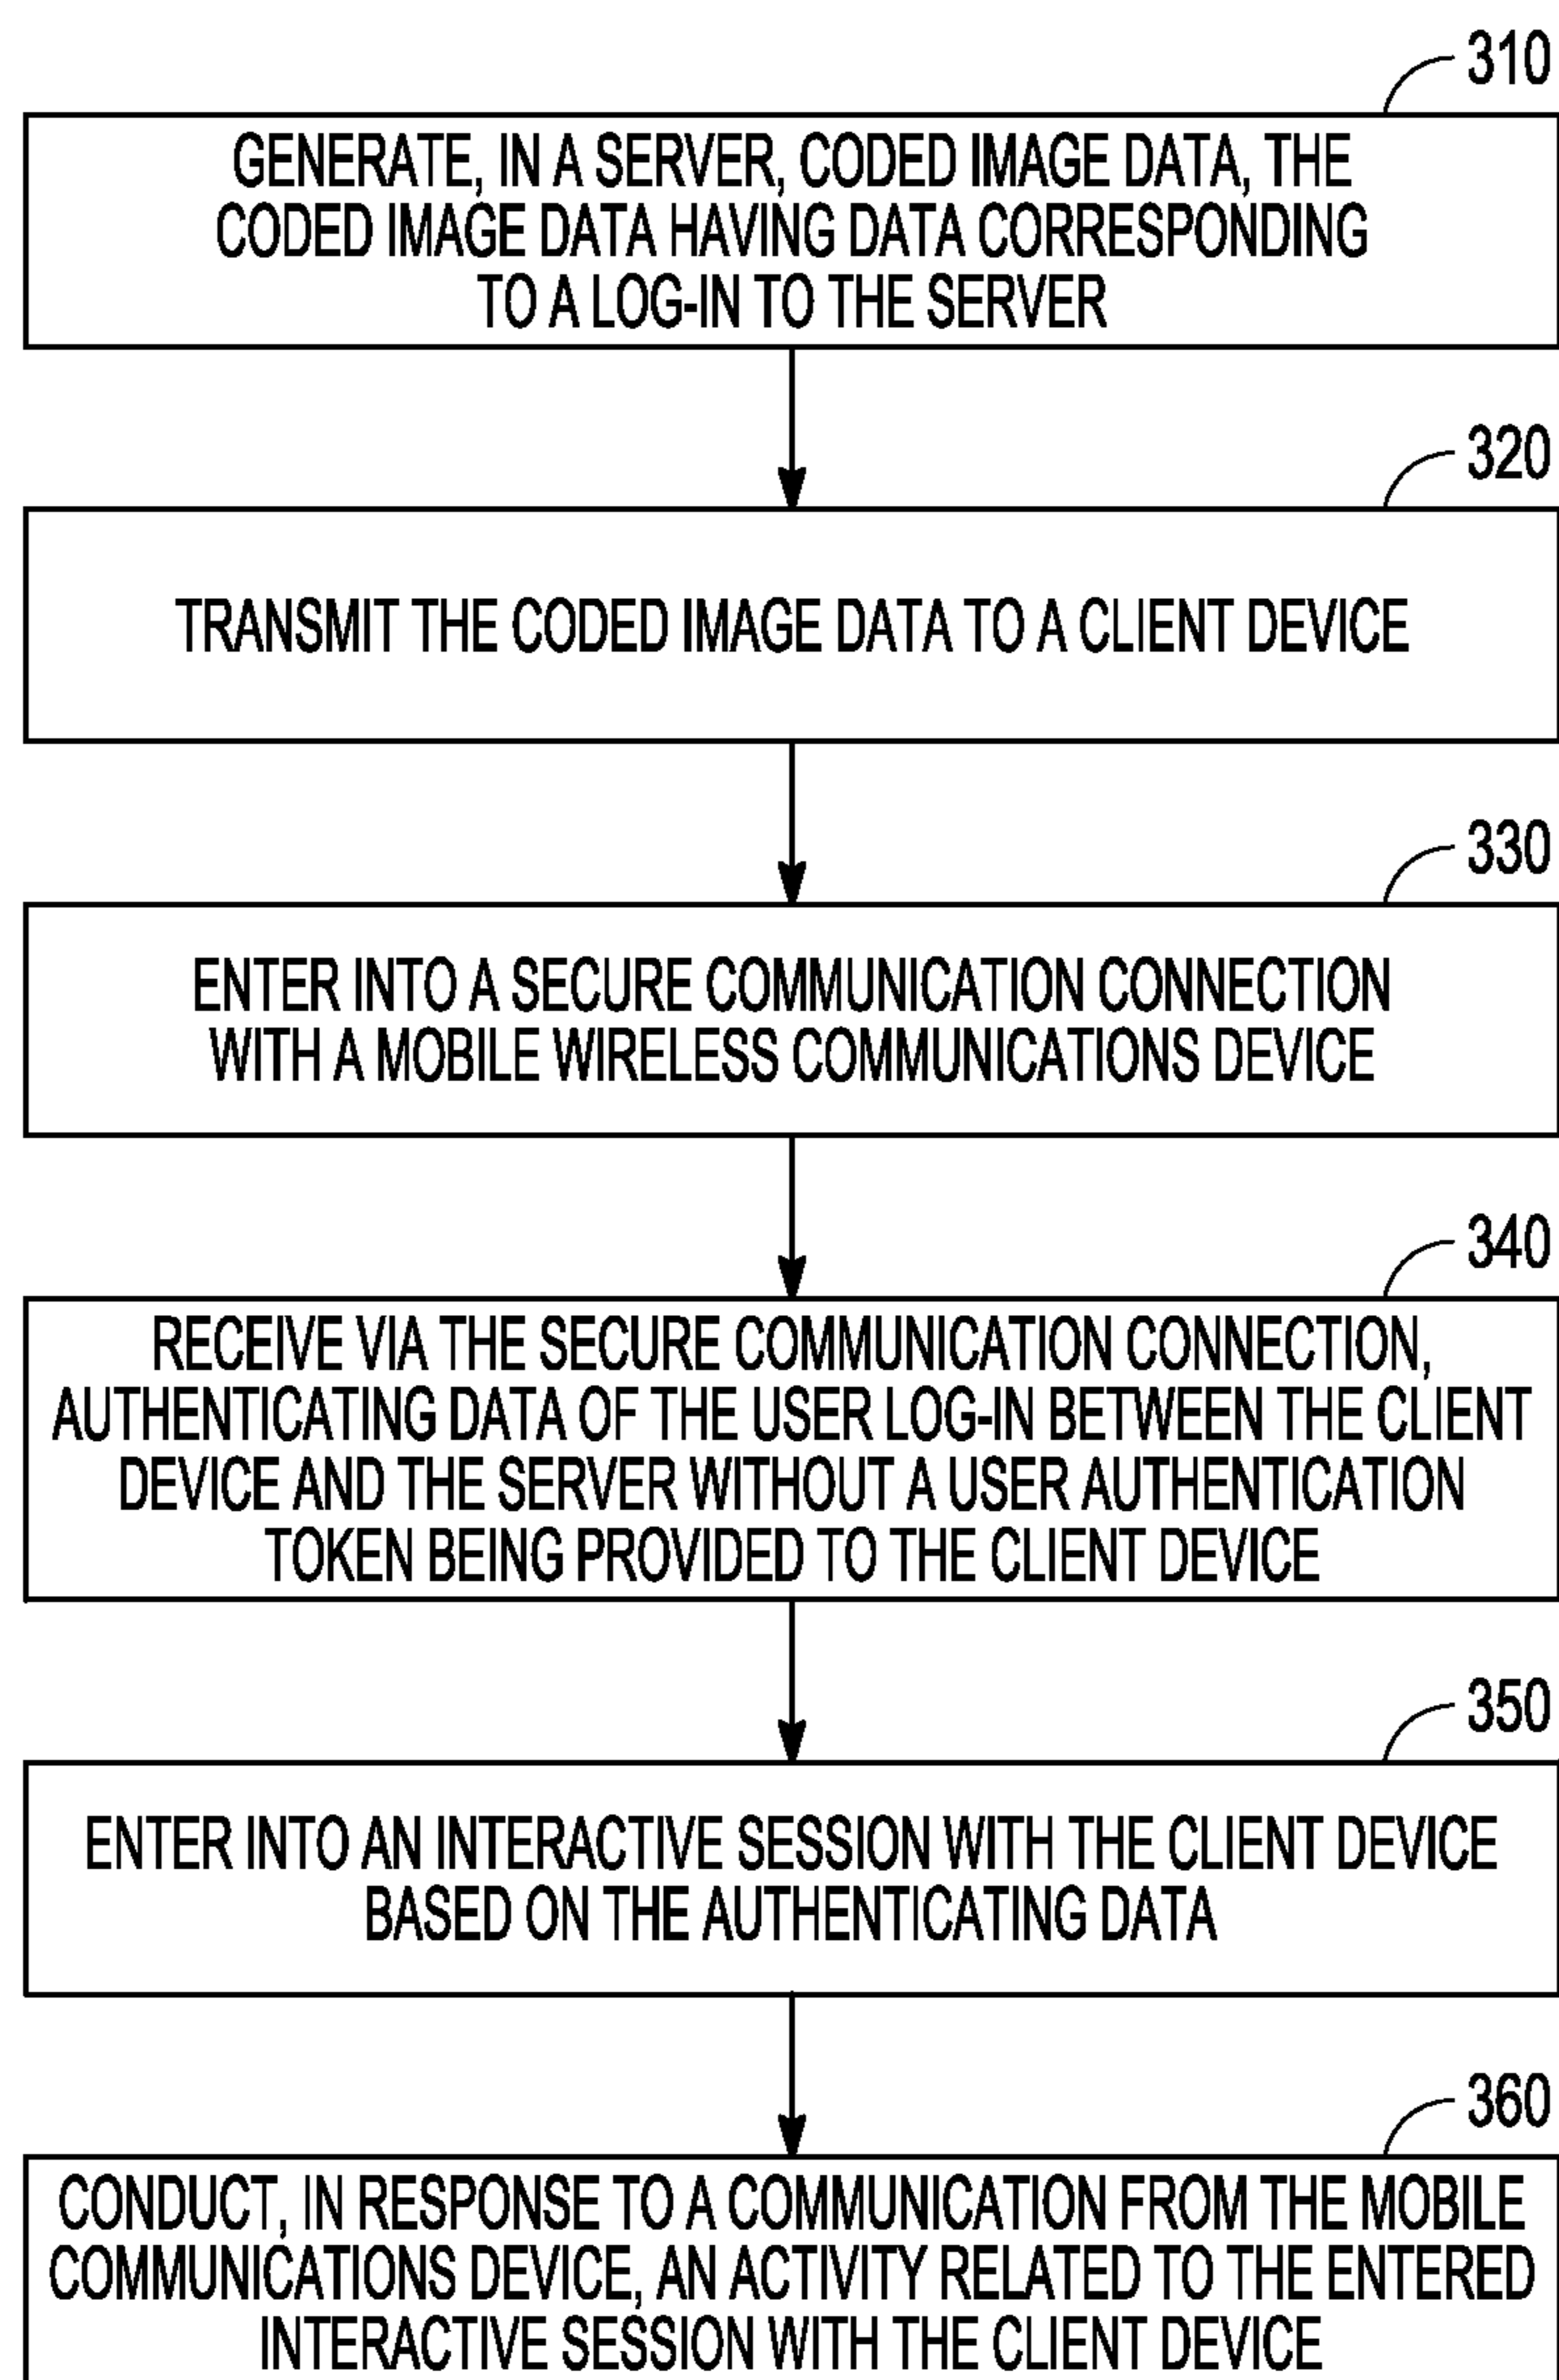 310
GENERATE, IN A SERVER, CODED IMAGE DATA, THE
CODED IMAGE DATA HAVING DATA CORRESPONDING
TO A LOG-IN TO THE SERVER
320
TRANSMIT THE CODED IMAGE DATA TO A CLIENT DEVICE
330
ENTER INTO A SECURE COMMUNICATION CONNECTION
WITH A MOBILE WIRELESS COMMUNICATIONS DEVICE
340
RECEIVE VIA THE SECURE COMMUNICATION CONNECTION,
AUTHENTICATING DATA OF THE USER LOG-IN BETWEEN THE CLIENT
DEVICE AND THE SERVER WITHOUT A USER AUTHENTICATION
TOKEN BEING PROVIDED TO THE CLIENT DEVICE
350
ENTER INTO AN INTERACTIVE SESSION WITH THE CLIENT DEVICE
BASED ON THE AUTHENTICATING DATA
360
CONDUCT, IN RESPONSE TO A COMMUNICATION FROM THE MOBILE
COMMUNICATIONS DEVICE, AN ACTIVITY RELATED TO THE ENTERED
INTERACTIVE SESSION WITH THE CLIENT DEVICE